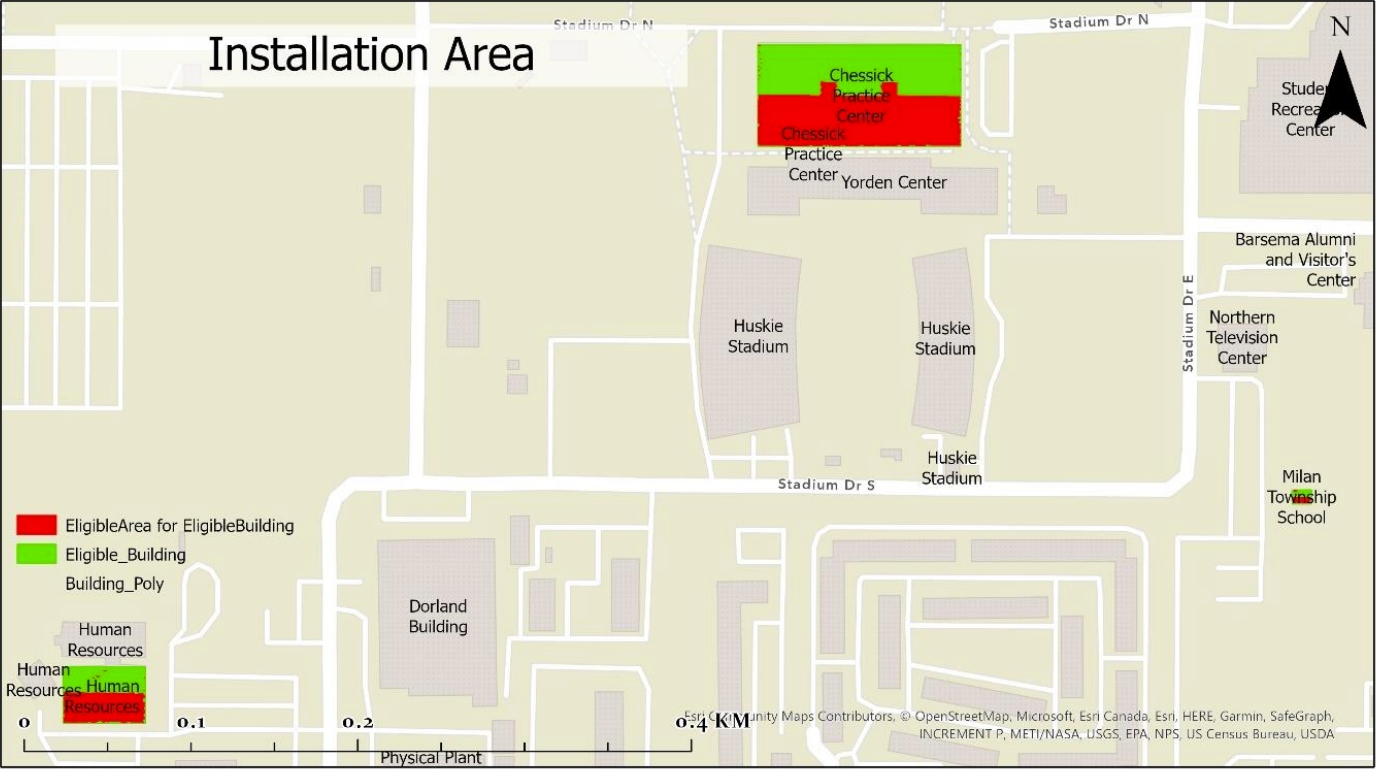 Installation Area
Stadium Dr N
Stadium Dr N
N
Chessick
Practice
Center
Chessick
Practice
Center
Yorden Center
Center
Barsema Alumni
and Visitor's
Center
Huskie
Stadium
Huskie
Stadium
Stadium Dr E
Northern
Television
Center
Huskie
Stadium
Stadium Dr S
Milan
Township
School
EligibleArea for EligibleBuilding
Eligible_Building
Building_Poly
Dorland
Building
Human
Resources
Human
Resources
Human
Resources
0
0.1
0.2
0.4 KM
Physical Plant
Esri Community Maps Contributors, © OpenStreetMap, Microsoft, Esri Canada, Esri, HERE, Garmin, SafeGraph,
INCREMENT P, METI/NASA, USGS, EPA, NPS, US Census Bureau, USDA